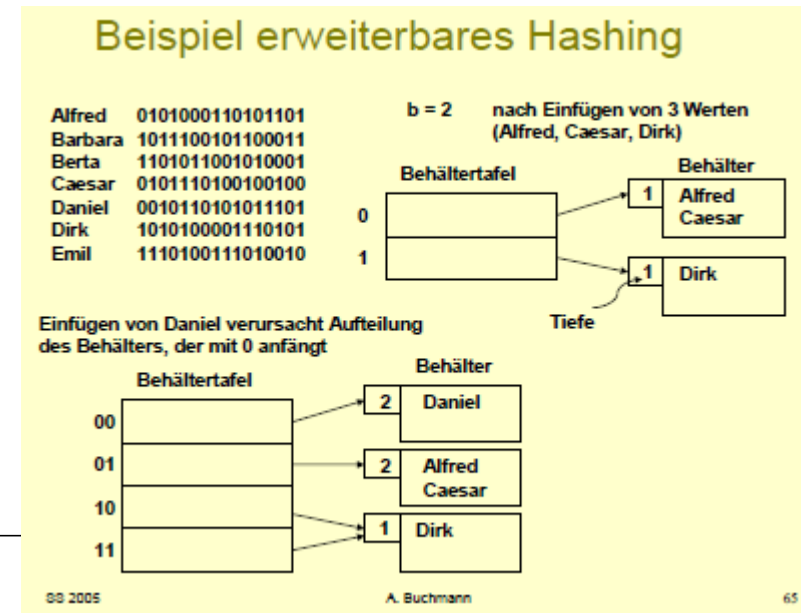 Beispiel erweiterbares Hashing
Alfred 0101000110101101
Barbara 1011100101100011
Berta 1101011001010001
Caesar 0101110100100100
Daniel 0010110101011101
Dirk 1010100001110101
Emil 1110100111010010
b = 2 nach Einfügen von 3 Werten
(Alfred, Caesar, Dirk)
Behältertafel Behälter
0
1
1 Alfred
Caesar
1 Dirk
Tiefe
Einfügen von Daniel verursacht Aufteilung
des Behälters, der mit 0 anfängt
Behältertafel Behälter
00
01
10
11
2 Daniel
2 Alfred
Caesar
1 Dirk
SS 2005 A. Buchmann 65